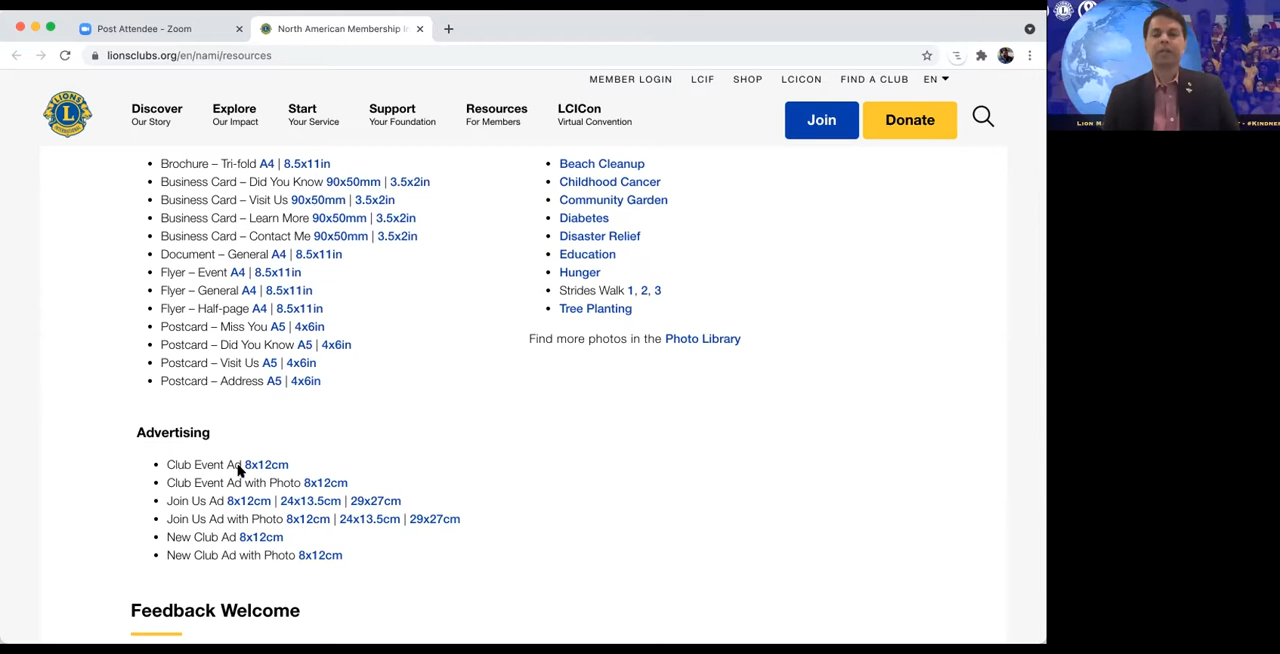 Post Attendee - Zoom
North American Membership I
lionsclubs.org/en/nami/resources
MEMBER LOGIN LCIF SHOP LCICON FIND A CLUB EN
LIONS
L
INTERNATIONAL
Discover
Our Story
Explore
Our Impact
Start
Your Service
Support
Your Foundation
Resources
For Members
LCICon
Virtual Convention
Join
Donate
Brochure – Tri-fold A4 | 8.5x11in
Business Card – Did You Know 90x50mm | 3.5x2in
Business Card – Visit Us 90x50mm | 3.5x2in
Business Card – Learn More 90x50mm | 3.5x2in
Business Card – Contact Me 90x50mm | 3.5x2in
Document – General A4 | 8.5x11in
Flyer – Event A4 | 8.5x11in
Flyer – General A4 | 8.5x11in
Flyer – Half-page A4 | 8.5x11in
Postcard – Miss You A5 | 4x6in
Postcard – Did You Know A5 | 4x6in
Postcard – Visit Us A5 | 4x6in
Postcard – Address A5 | 4x6in
Beach Cleanup
Childhood Cancer
Community Garden
Diabetes
Disaster Relief
Education
Hunger
Strides Walk 1, 2, 3
Tree Planting
Find more photos in the Photo Library
Advertising
Club Event Ad 8x12cm
Club Event Ad with Photo 8x12cm
Join Us Ad 8x12cm | 24x13.5cm | 29x27cm
Join Us Ad with Photo 8x12cm | 24x13.5cm | 29x27cm
New Club Ad 8x12cm
New Club Ad with Photo 8x12cm
Feedback Welcome